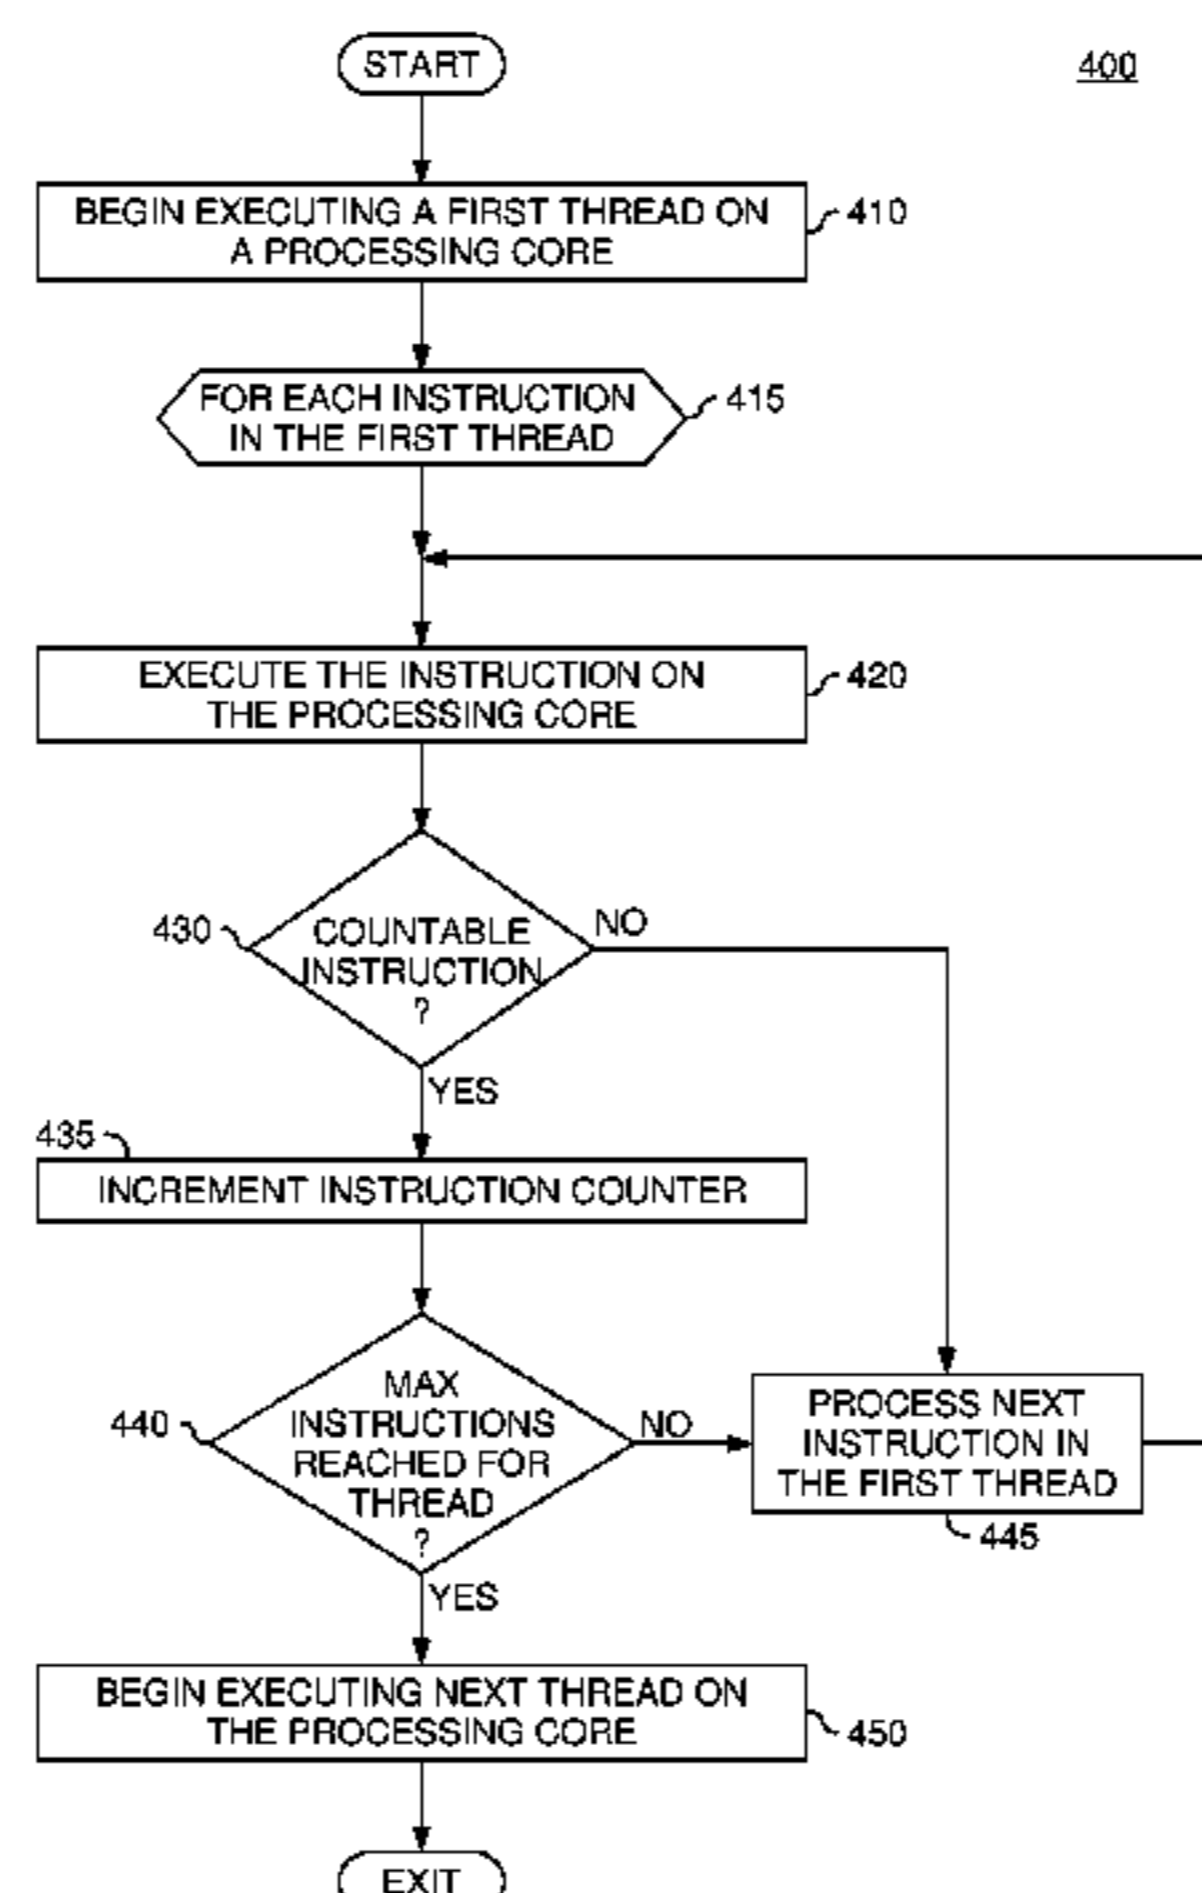 START
400
BEGIN EXECUTING A FIRST THREAD ON
A PROCESSING CORE
410
FOR EACH INSTRUCTION
IN THE FIRST THREAD
415
EXECUTE THE INSTRUCTION ON
THE PROCESSING CORE
420
430
COUNTABLE
INSTRUCTION
?
NO
YES
435
INCREMENT INSTRUCTION COUNTER
440
MAX
INSTRUCTIONS
REACHED FOR
THREAD
?
NO
PROCESS NEXT
INSTRUCTION IN
THE FIRST THREAD
445
YES
BEGIN EXECUTING NEXT THREAD ON
THE PROCESSING CORE
450
EXIT